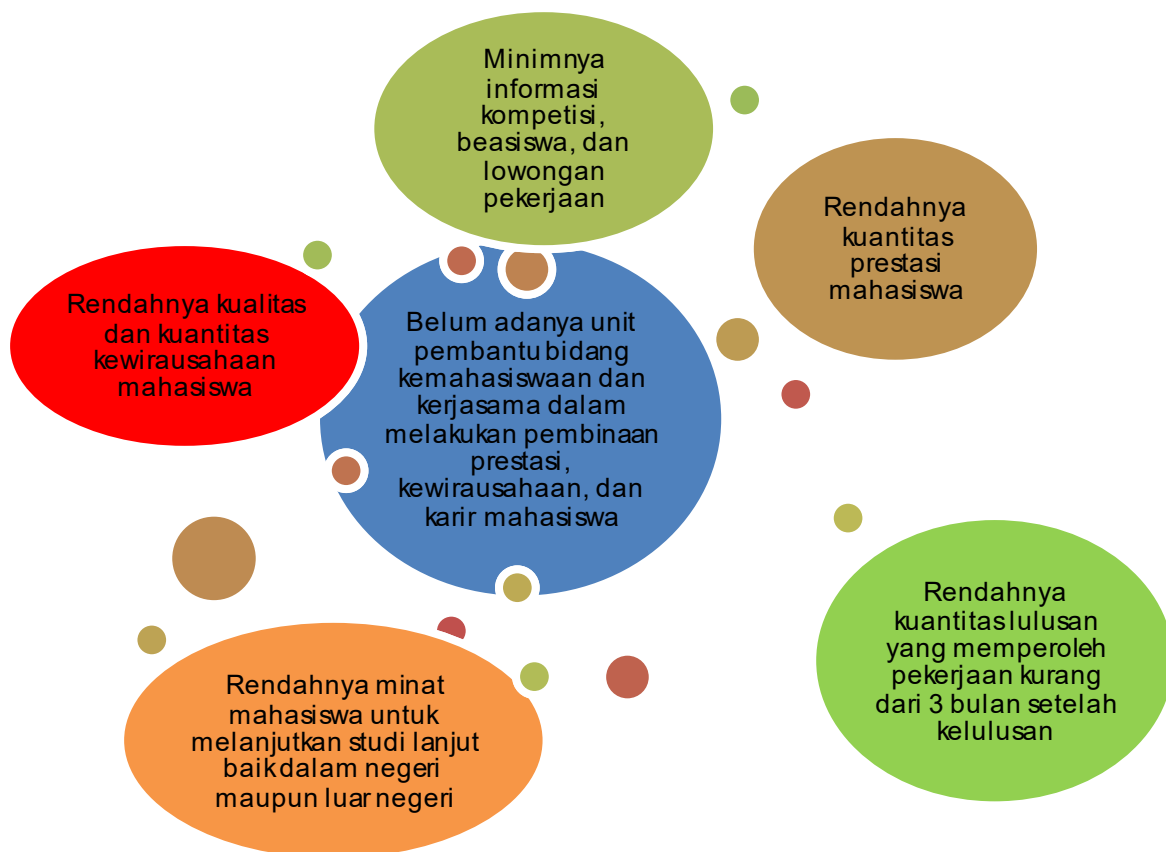 Minimnya
informasi
kompetisi,
beasiswa, dan
lowongan
pekerjaan
Rendahnya
kuantitas
prestasi
mahasiswa
Rendahnya kualitas
dan kuantitas
kewirausahaan
mahasiswa
Belum adanya unit
pembantu bidang
kemahasiswaan dan
kerjasama dalam
melakukan pembinaan
prestasi,
kewirausahaan, dan
karir mahasiswa
Rendahnya
kuantitas lulusan
yang memperoleh
pekerjaan kurang
dari 3 bulan setelah
kelulusan
Rendahnya minat
mahasiswa untuk
melanjutkan studi lanjut
baik dalam negeri
maupun luar negeri